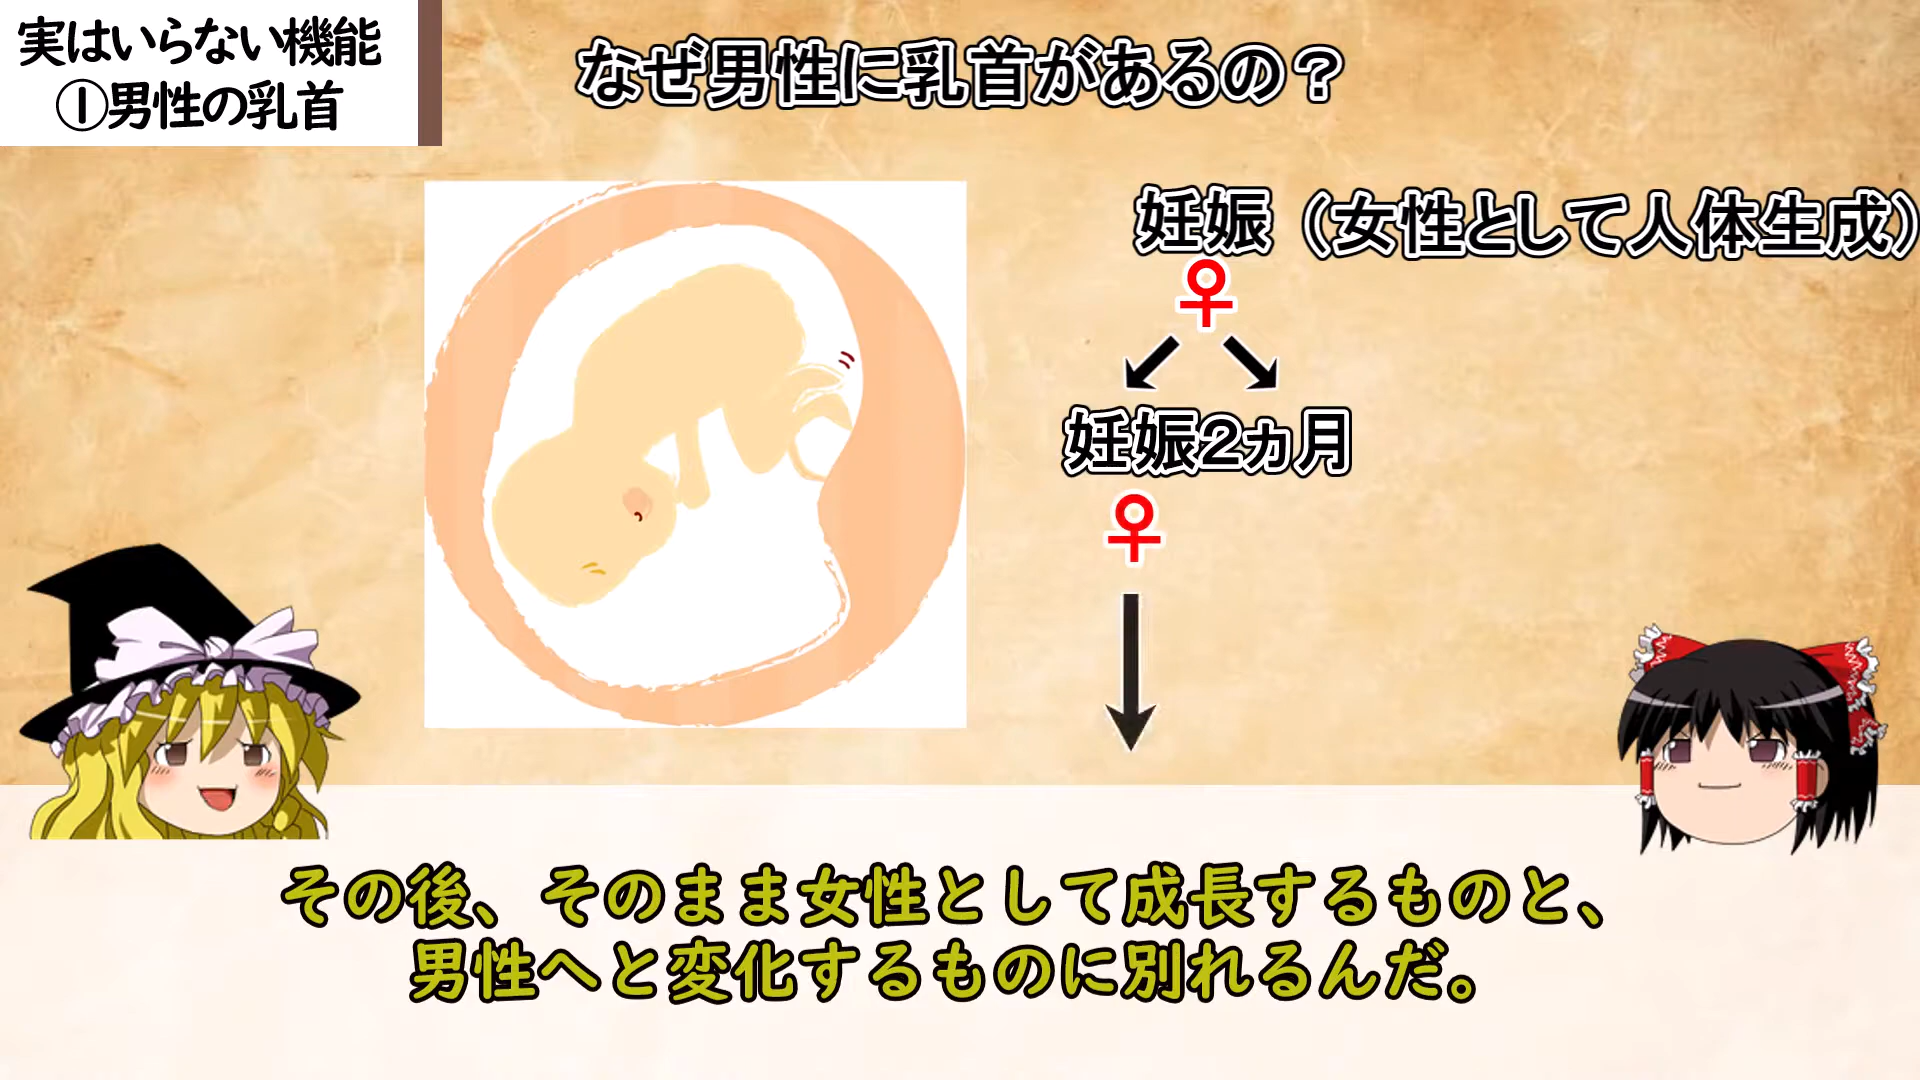 実はいらない機能
①男性の乳首
なぜ男性に乳首があるの？
妊娠（女性として人体生成）
♀
妊娠2ヵ月
♀
その後、そのまま女性として成長するものと、
男性へと変化するものに別れるんだ。